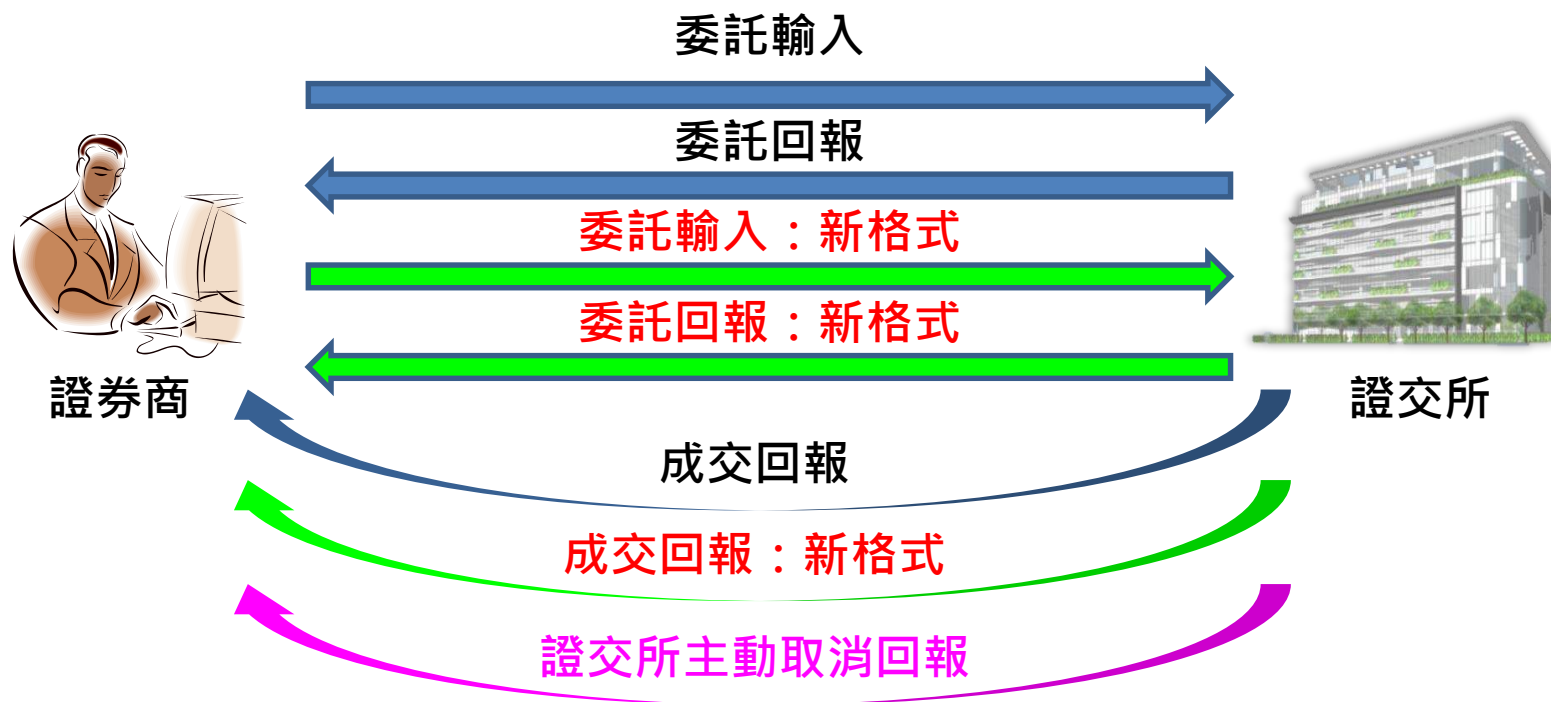 委託輸入
委託回報
委託輸入：新格式
委託回報：新格式
證券商
證交所
成交回報
成交回報：新格式
證交所主動取消回報